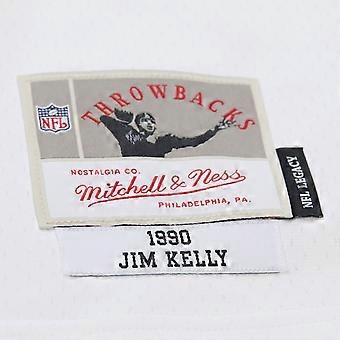 THROWBACKS
NFL
NOSTALGIA CO.
Mitchell & Ness
PHILADELPHIA, PA.
NFL LEGACY
1990
JIM KELLY